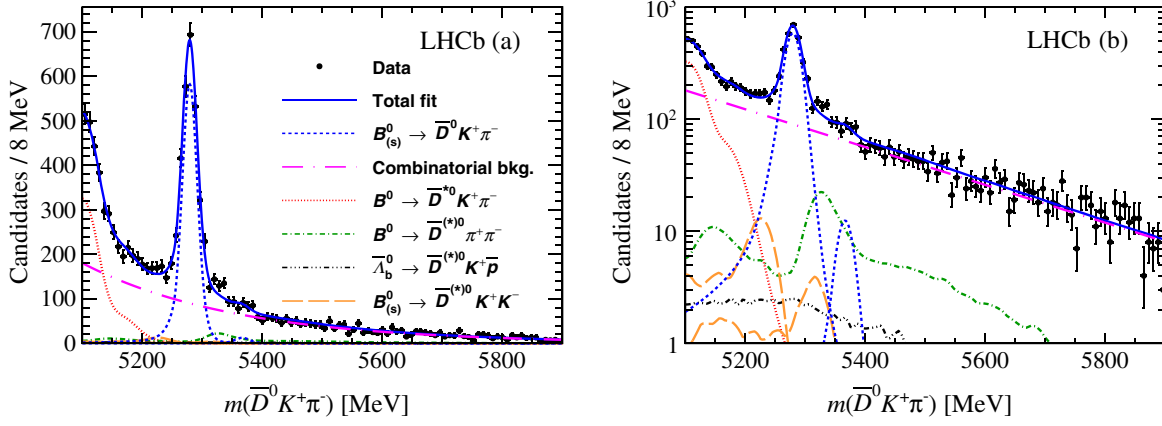 LHCb (a)
Data
Total fit
B⁰₍ₛ₎ → D̅⁰K⁺π⁻
Combinatorial bkg.
B⁰ → D̅*⁰K⁺π⁻
B⁰ → D̅⁽*⁾⁰π⁺π⁻
Λ̅⁰_b → D̅⁽*⁾⁰K⁺p̅
B⁰₍ₛ₎ → D̅⁽*⁾⁰K⁺K⁻
Candidates / 8 MeV
700
600
500
400
300
200
100
0
5200 5400 5600 5800
m(D̅⁰K⁺π⁻) [MeV]
LHCb (b)
Candidates / 8 MeV
10³
10²
10
1
5200 5400 5600 5800
m(D̅⁰K⁺π⁻) [MeV]